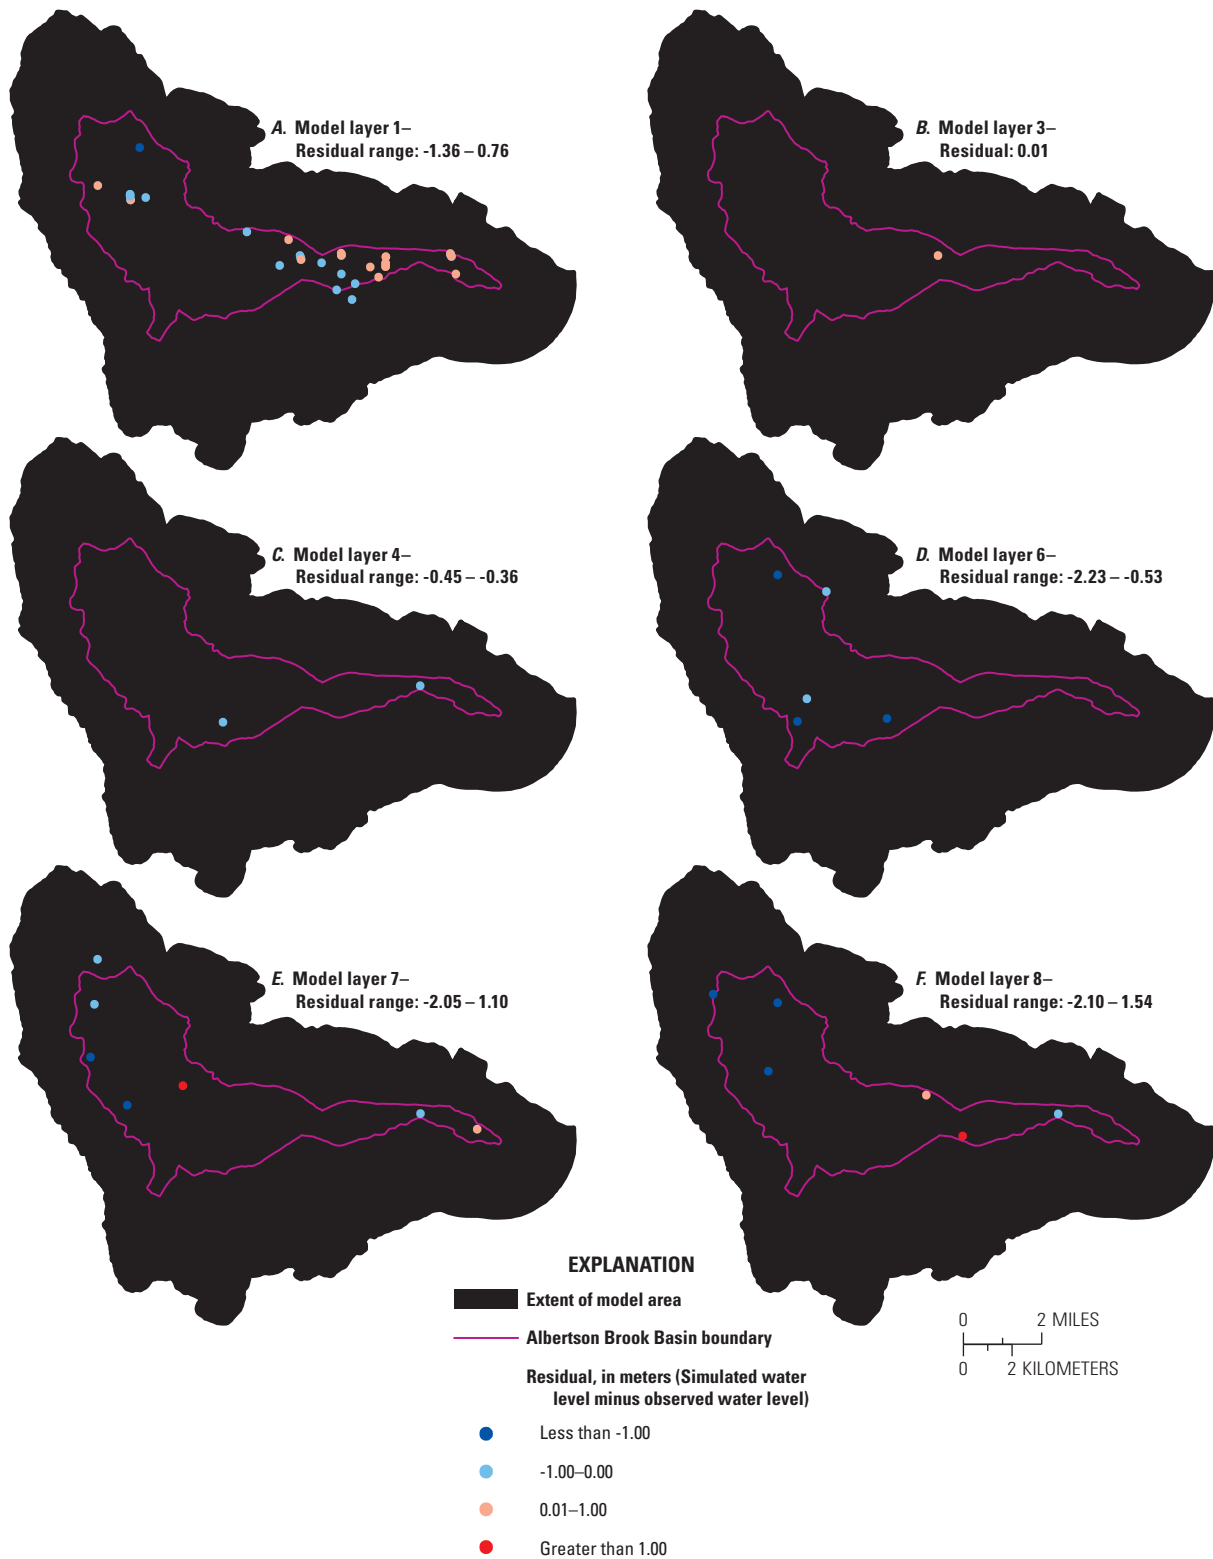 A. Model layer 1–
Residual range: -1.36 – 0.76
B. Model layer 3–
Residual: 0.01
C. Model layer 4–
Residual range: -0.45 – -0.36
D. Model layer 6–
Residual range: -2.23 – -0.53
E. Model layer 7–
Residual range: -2.05 – 1.10
F. Model layer 8–
Residual range: -2.10 – 1.54
EXPLANATION
Extent of model area
Albertson Brook Basin boundary
Residual, in meters (Simulated water
level minus observed water level)
Less than -1.00
-1.00–0.00
0.01–1.00
Greater than 1.00
0 2 MILES
0 2 KILOMETERS